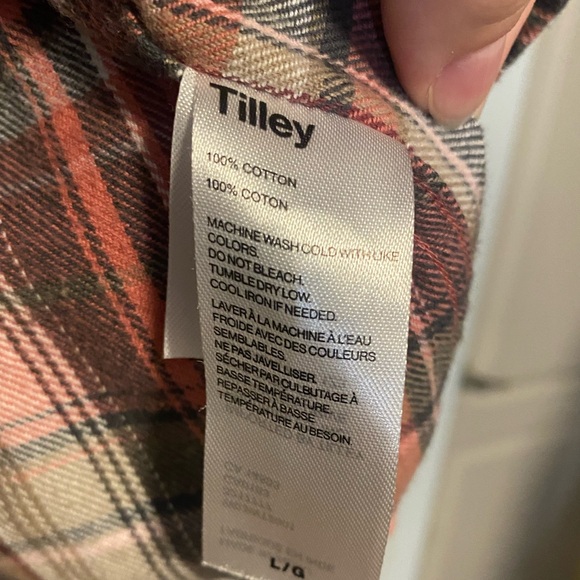 Tilley
100% COTTON
100% COTON
MACHINE WASH COLD WITH LIKE
COLORS.
DO NOT BLEACH.
TUMBLE DRY LOW.
COOL IRON IF NEEDED.
LAVER À LA MACHINE À L'EAU
FROIDE AVEC DES COULEURS
SEMBLABLES.
NE PAS JAVELLISER.
SÉCHER PAR CULBUTAGE À
BASSE TEMPÉRATURE.
REPASSER À BASSE
TEMPÉRATURE AU BESOIN
L/G